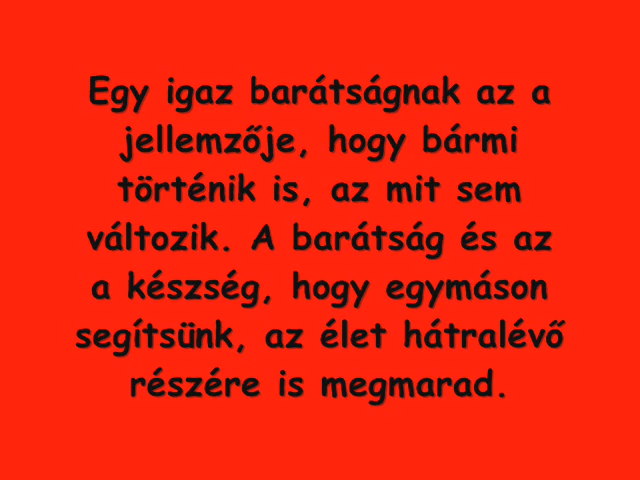 Egy igaz barátságnak az a
jellemzője, hogy bármi
történik is, az mit sem
változik. A barátság és az
a készség, hogy egymáson
segítsünk, az élet hátralévő
részére is megmarad.